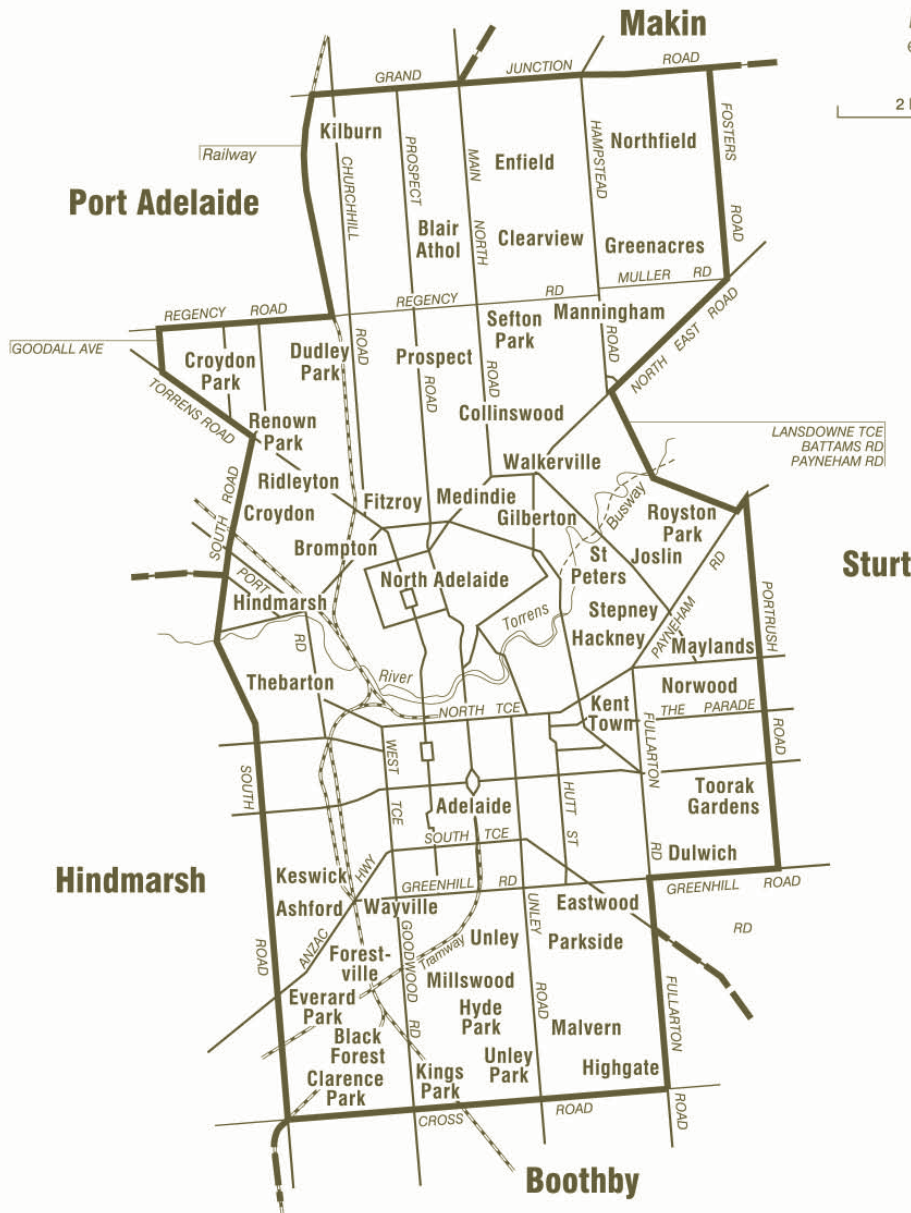 Makin
GRAND
JUNCTION
ROAD
2
Kilburn
Railway
PROSPECT
MAIN
Enfield
HAMPSTEAD
Northfield
FOSTERS
CHURCHHILL
Port Adelaide
Blair
Athol
NORTH
Clearview
Greenacres
ROAD
MULLER
RD
REGENCY
ROAD
REGENCY
RD
Sefton
Park
Manningham
GOODALL AVE
Croydon
Park
Dudley
Park
ROAD
Prospect
ROAD
ROAD
NORTH EAST ROAD
TORRENS ROAD
ROAD
Collinswood
Renown
Park
LANSDOWNE TCE
BATTAMS RD
PAYNEHAM RD
Walkerville
Ridleyton
Fitzroy
Medindie
Gilberton
Busway
Royston
Park
SOUTH ROAD
Croydon
Brompton
St
Peters
Joslin
RD
Sturt
PORT
North Adelaide
Hindmarsh
Torrens
Stepney
Hackney
PAYNEHAM
PORTRUSH
RD
Maylands
Thebarton
River
Norwood
Kent
Town
NORTH TCE
THE PARADE
WEST
FULLARTON
ROAD
SOUTH
TCE
Adelaide
HUTT ST
Toorak
Gardens
SOUTH TCE
RD
Dulwich
Hindmarsh
Keswick
HWY
GREENHILL RD
GREENHILL ROAD
Ashford
Wayville
UNLEY
Eastwood
RD
ANZAC
GOODWOOD
Tramway
Unley
Parkside
ROAD
Forest-
ville
Millswood
FULLARTON
Everard
Park
Hyde
Park
ROAD
RD
Malvern
Black
Forest
Unley
Park
Highgate
Clarence
Park
Kings
Park
CROSS
ROAD
ROAD
Boothby